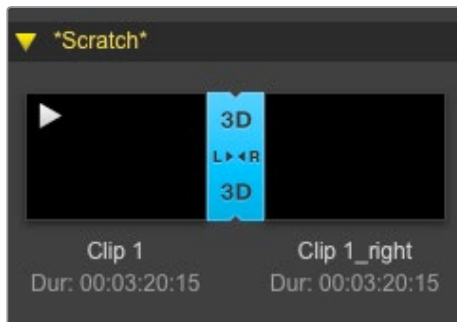 *Scratch*
3D
L R
3D
Clip 1 Clip 1_right
Dur: 00:03:20:15 Dur: 00:03:20:15